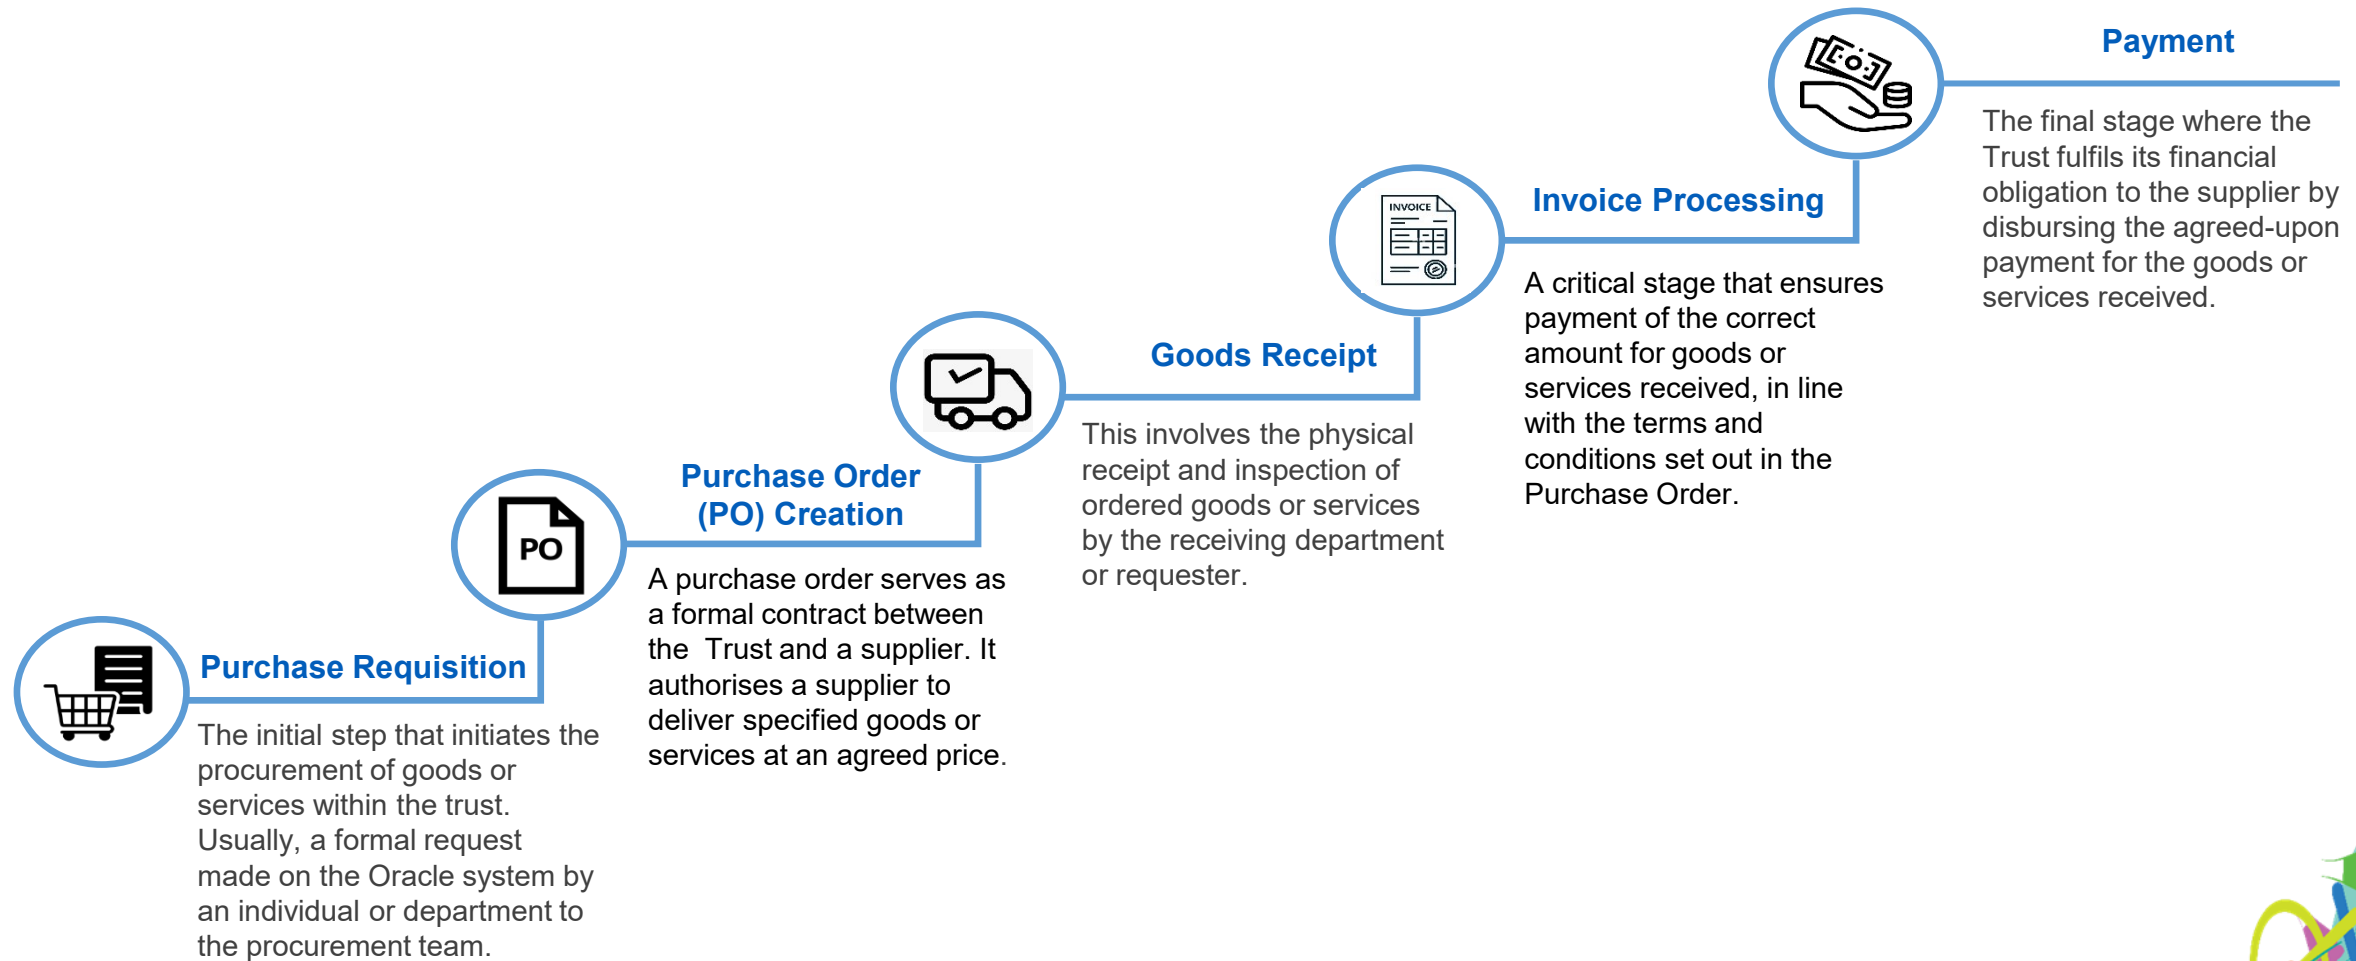 Purchase Requisition
The initial step that initiates the
procurement of goods or
services within the trust.
Usually, a formal request
made on the Oracle system by
an individual or department to
the procurement team.
PO
Purchase Order
(PO) Creation
A purchase order serves as
a formal contract between
the  Trust and a supplier. It
authorises a supplier to
deliver specified goods or
services at an agreed price.
Goods Receipt
This involves the physical
receipt and inspection of
ordered goods or services
by the receiving department
or requester.
INVOICE
Invoice Processing
A critical stage that ensures
payment of the correct
amount for goods or
services received, in line
with the terms and
conditions set out in the
Purchase Order.
Payment
The final stage where the
Trust fulfils its financial
obligation to the supplier by
disbursing the agreed-upon
payment for the goods or
services received.